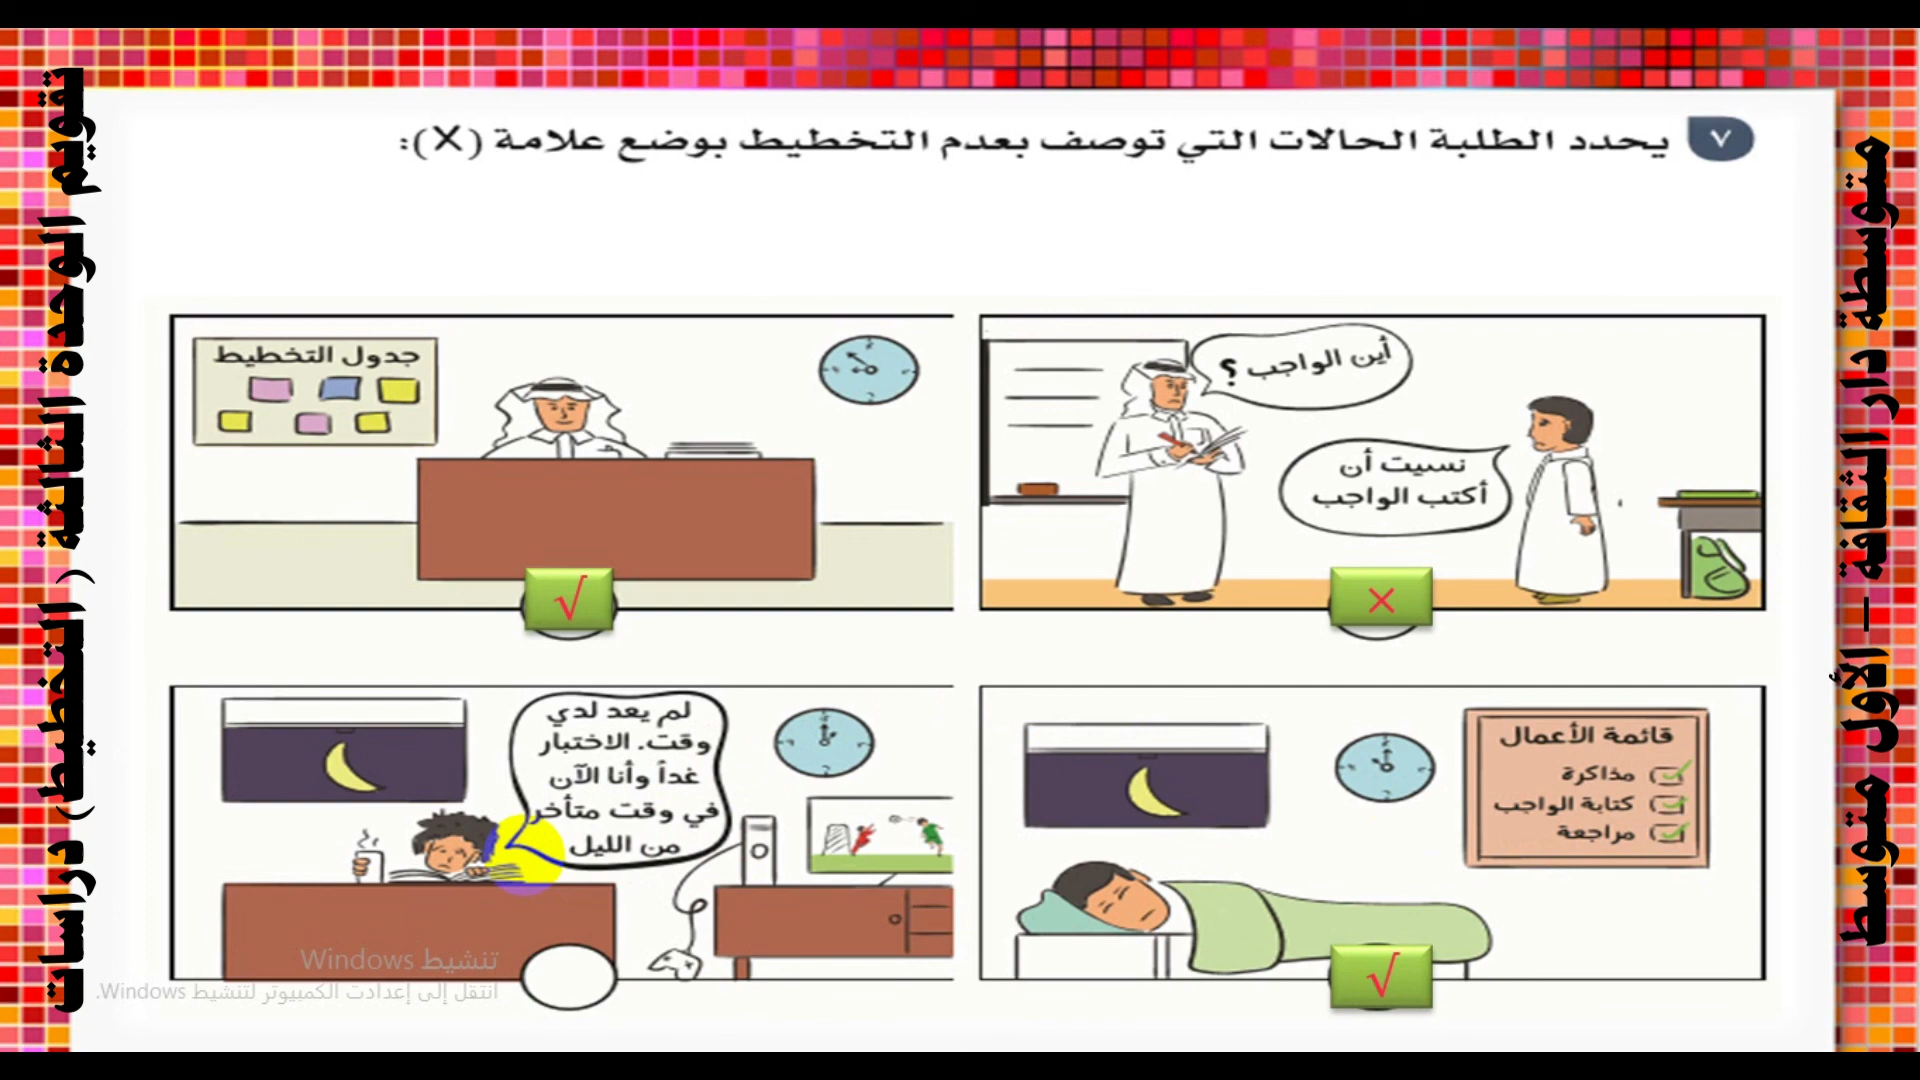 متوسطة دار الثقافة – الأول متوسط
٧ يحدد الطلبة الحالات التي توصف بعدم التخطيط بوضع علامة (X):
أين الواجب ؟
نسيت أن
أكتب الواجب
×
جدول التخطيط
√
قائمة الأعمال
مذاكرة
كتابة الواجب
مراجعة
√
لم يعد لدي
وقت. الاختبار
غداً وأنا الآن
في وقت متأخر
من الليل
تنشيط Windows
انتقل إلى إعدادت الكمبيوتر لتنشيط Windows.
تقويم الوحدة الثالثة ( التخطيط) دراسات